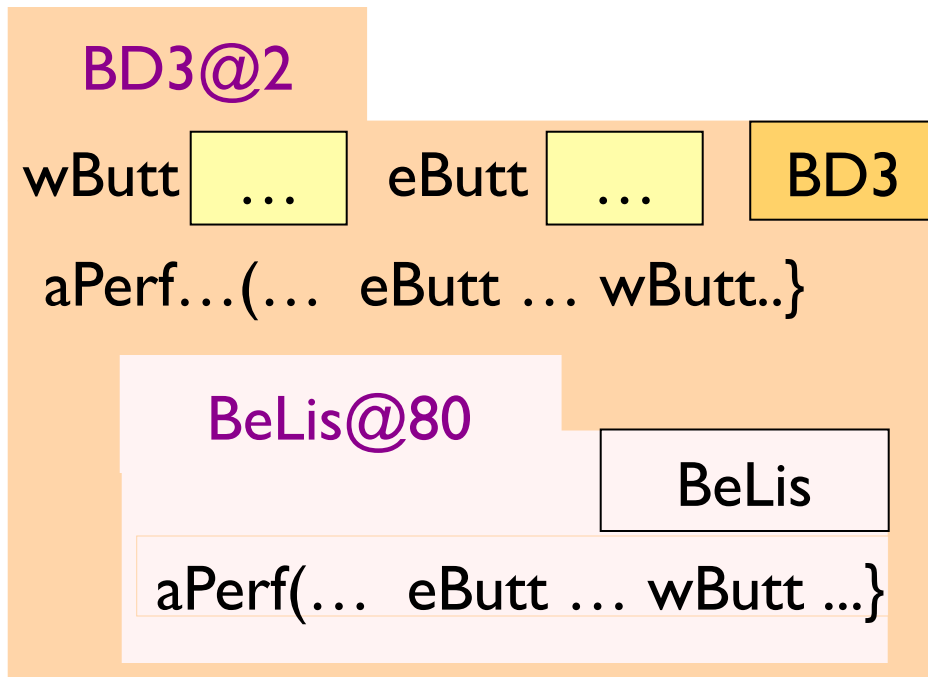 BD3@2
wButt … eButt … BD3
aPerf…(… eButt … wButt..}
BeLis@80
BeLis
aPerf(… eButt … wButt ...}